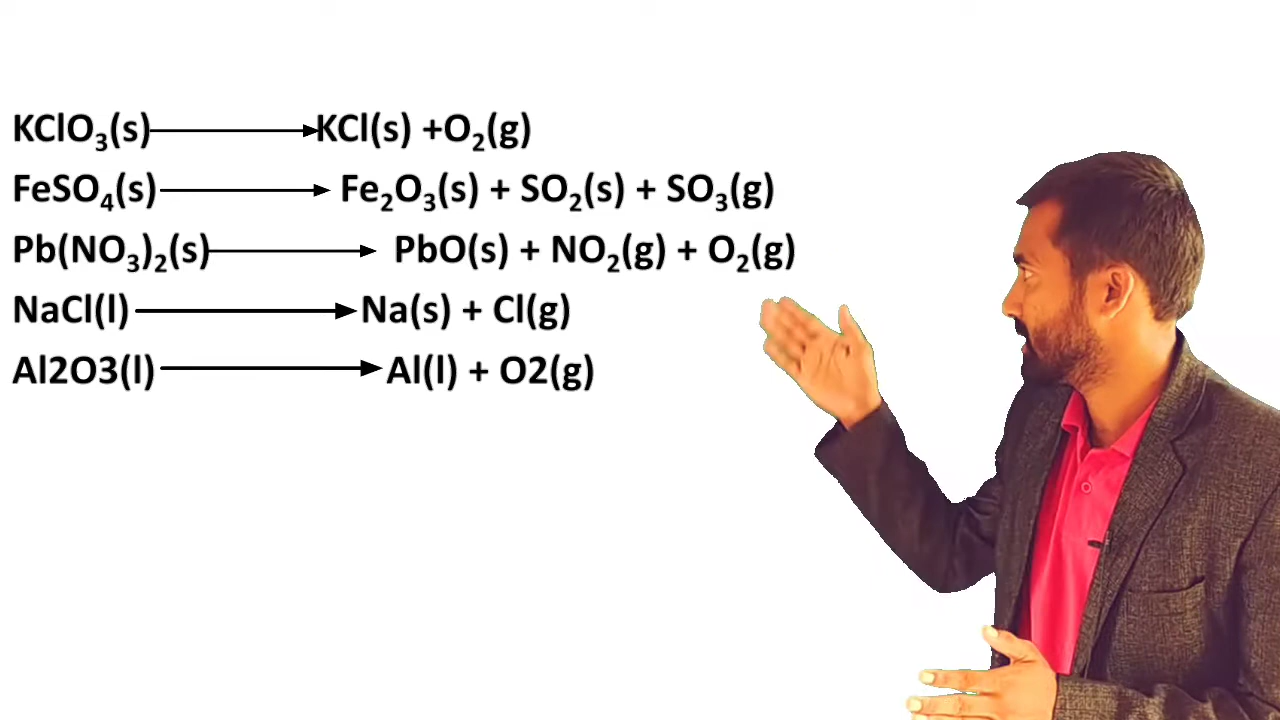 KClO₃(s) ⟶ KCl(s) +O₂(g)
FeSO₄(s) ⟶ Fe₂O₃(s) + SO₂(s) + SO₃(g)
Pb(NO₃)₂(s) ⟶ PbO(s) + NO₂(g) + O₂(g)
NaCl(l) ⟶ Na(s) + Cl(g)
Al2O3(l) ⟶ Al(l) + O2(g)